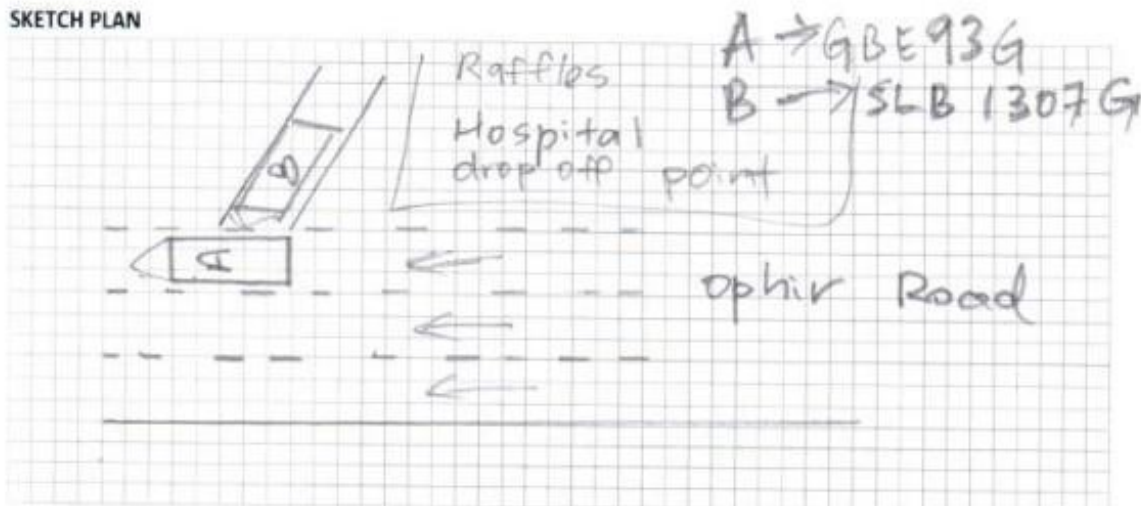 SKETCH PLAN
A → GBE93G
B → SLB 1307G
Raffles
Hospital
drop off point
B
A
Ophir Road